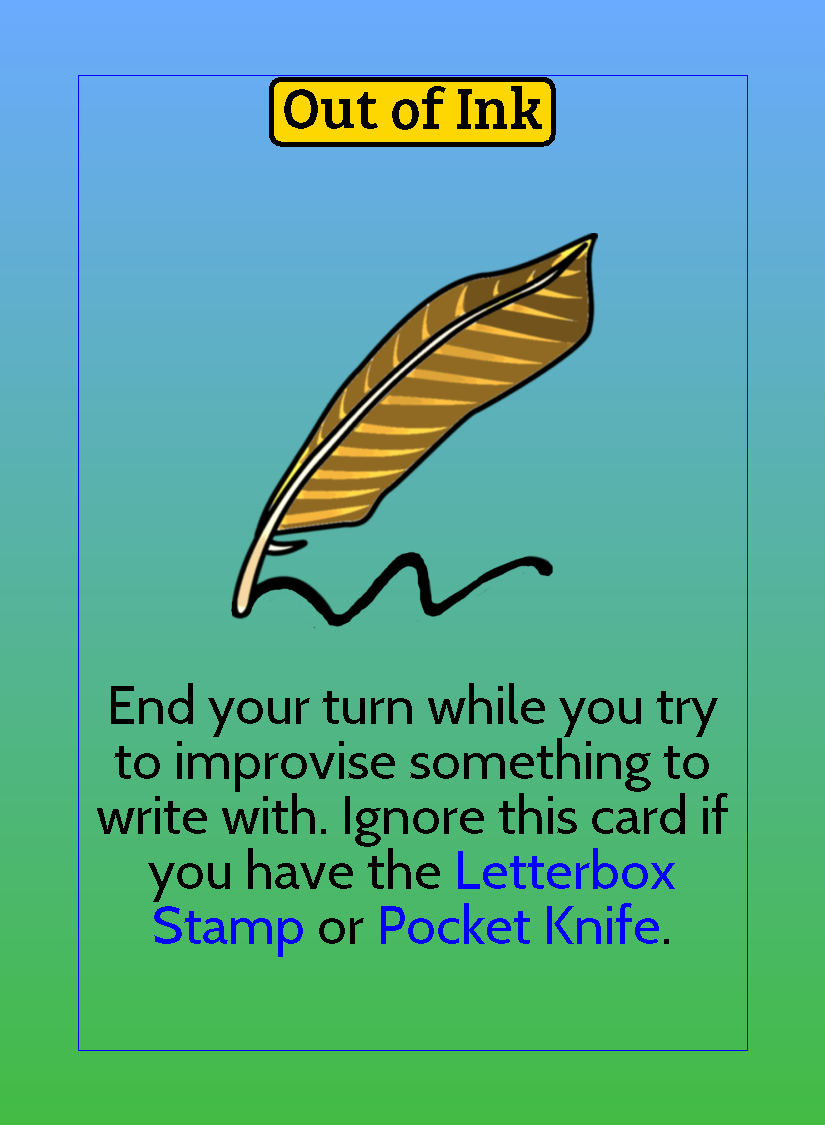 Out of Ink
End your turn while you try
to improvise something to
write with. Ignore this card if
you have the Letterbox
Stamp or Pocket Knife.